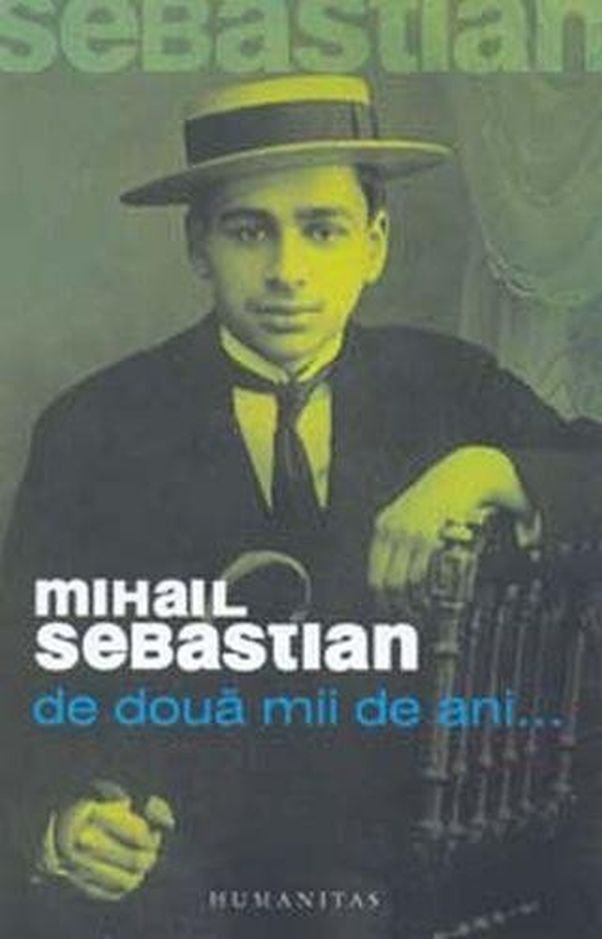 seBastian
mIHaIL
seBastian
de două mii de ani...
HUMANITAS